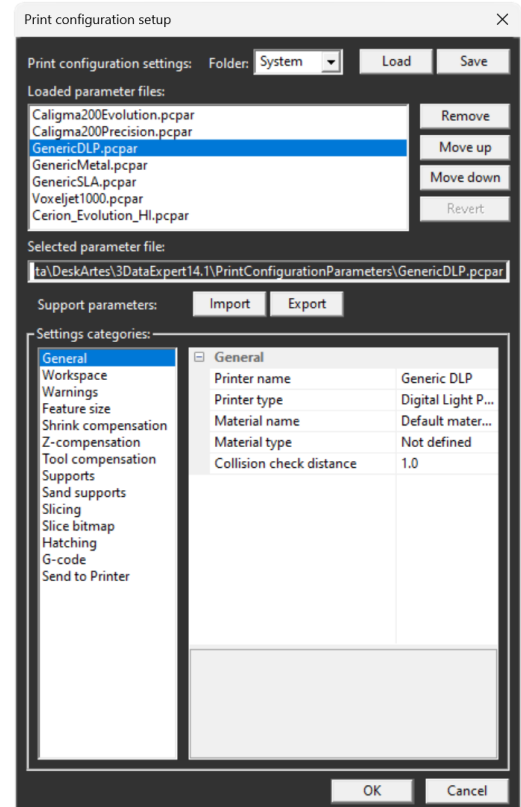 Print configuration setup
Print configuration settings: Folder: System Load Save
Loaded parameter files:
Caligma200Evolution.pcpar
Caligma200Precision.pcpar
GenericDLP.pcpar
GenericMetal.pcpar
GenericSLA.pcpar
Voxeljet1000.pcpar
Cerion_Evolution_HI.pcpar
Remove
Move up
Move down
Revert
Selected parameter file:
ta\DeskArtes\3DataExpert14.1\PrintConfigurationParameters\GenericDLP.pcpar
Support parameters: Import Export
Settings categories:
General
Workspace
Warnings
Feature size
Shrink compensation
Z-compensation
Tool compensation
Supports
Sand supports
Slicing
Slice bitmap
Hatching
G-code
Send to Printer
General
Printer name Generic DLP
Printer type Digital Light P...
Material name Default mater...
Material type Not defined
Collision check distance 1.0
OK Cancel